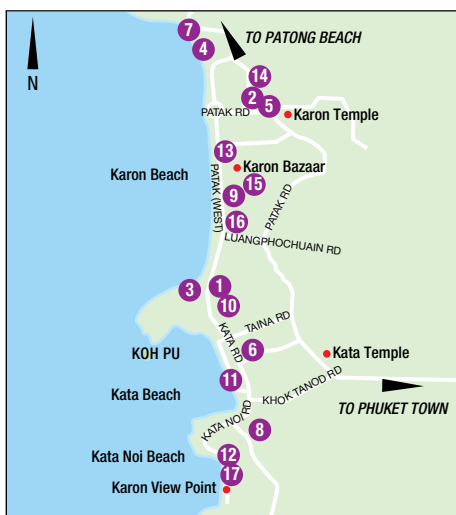 7
TO PATONG BEACH
4
N
14
2
5
PATAK RD
Karon Temple
13
Karon Bazaar
Karon Beach
15
PATAK (WEST)
PATAK RD
9
16
LUANGPHOCHUAIN RD
3
1
10
TAINA RD
KATA RD
KOH PU
6
Kata Temple
11
KHOK TANOD RD
Kata Beach
TO PHUKET TOWN
KATA NOI RD
8
Kata Noi Beach
12
17
Karon View Point